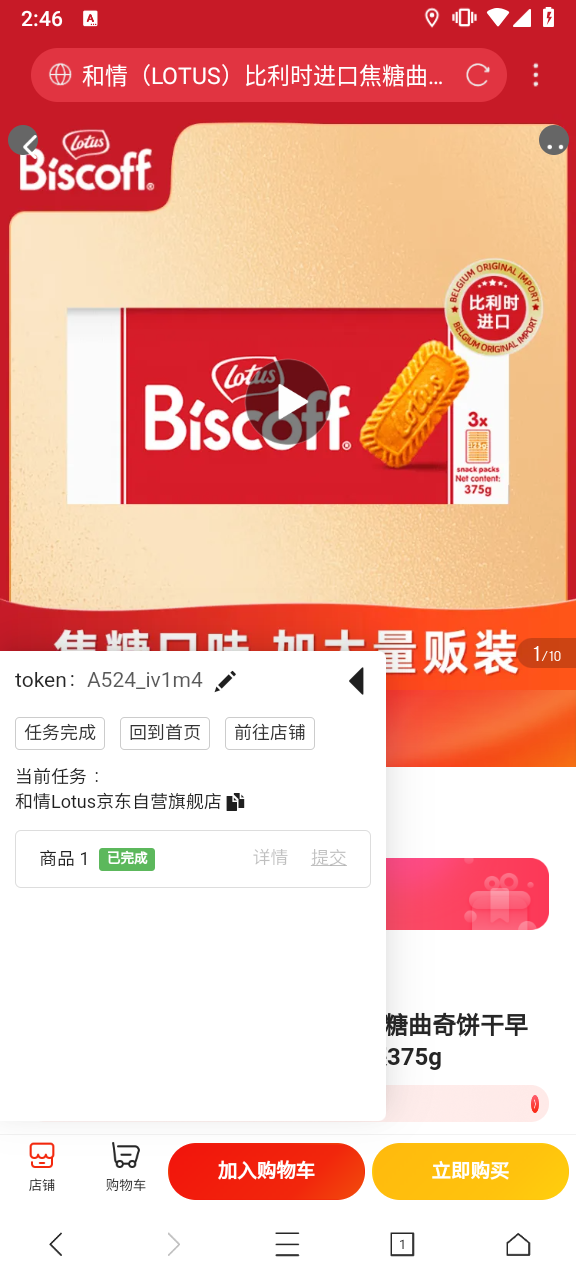 2:46
A
和情（LOTUS）比利时进口焦糖曲...
Lotus
Biscoff®
BELGIUM ORIGINAL IMPORT
比利时
进口
BELGIUM ORIGINAL IMPORT
Lotus
Biscoff®
Lotus
3x
snack packs
Net content:
375g
焦糖口味 加大量贩装
1/10
token： A524_iv1m4
任务完成 回到首页 前往店铺
当前任务：
和情Lotus京东自营旗舰店
商品 1 已完成 详情 提交
糖曲奇饼干早
375g
店铺 购物车 加入购物车 立即购买
1